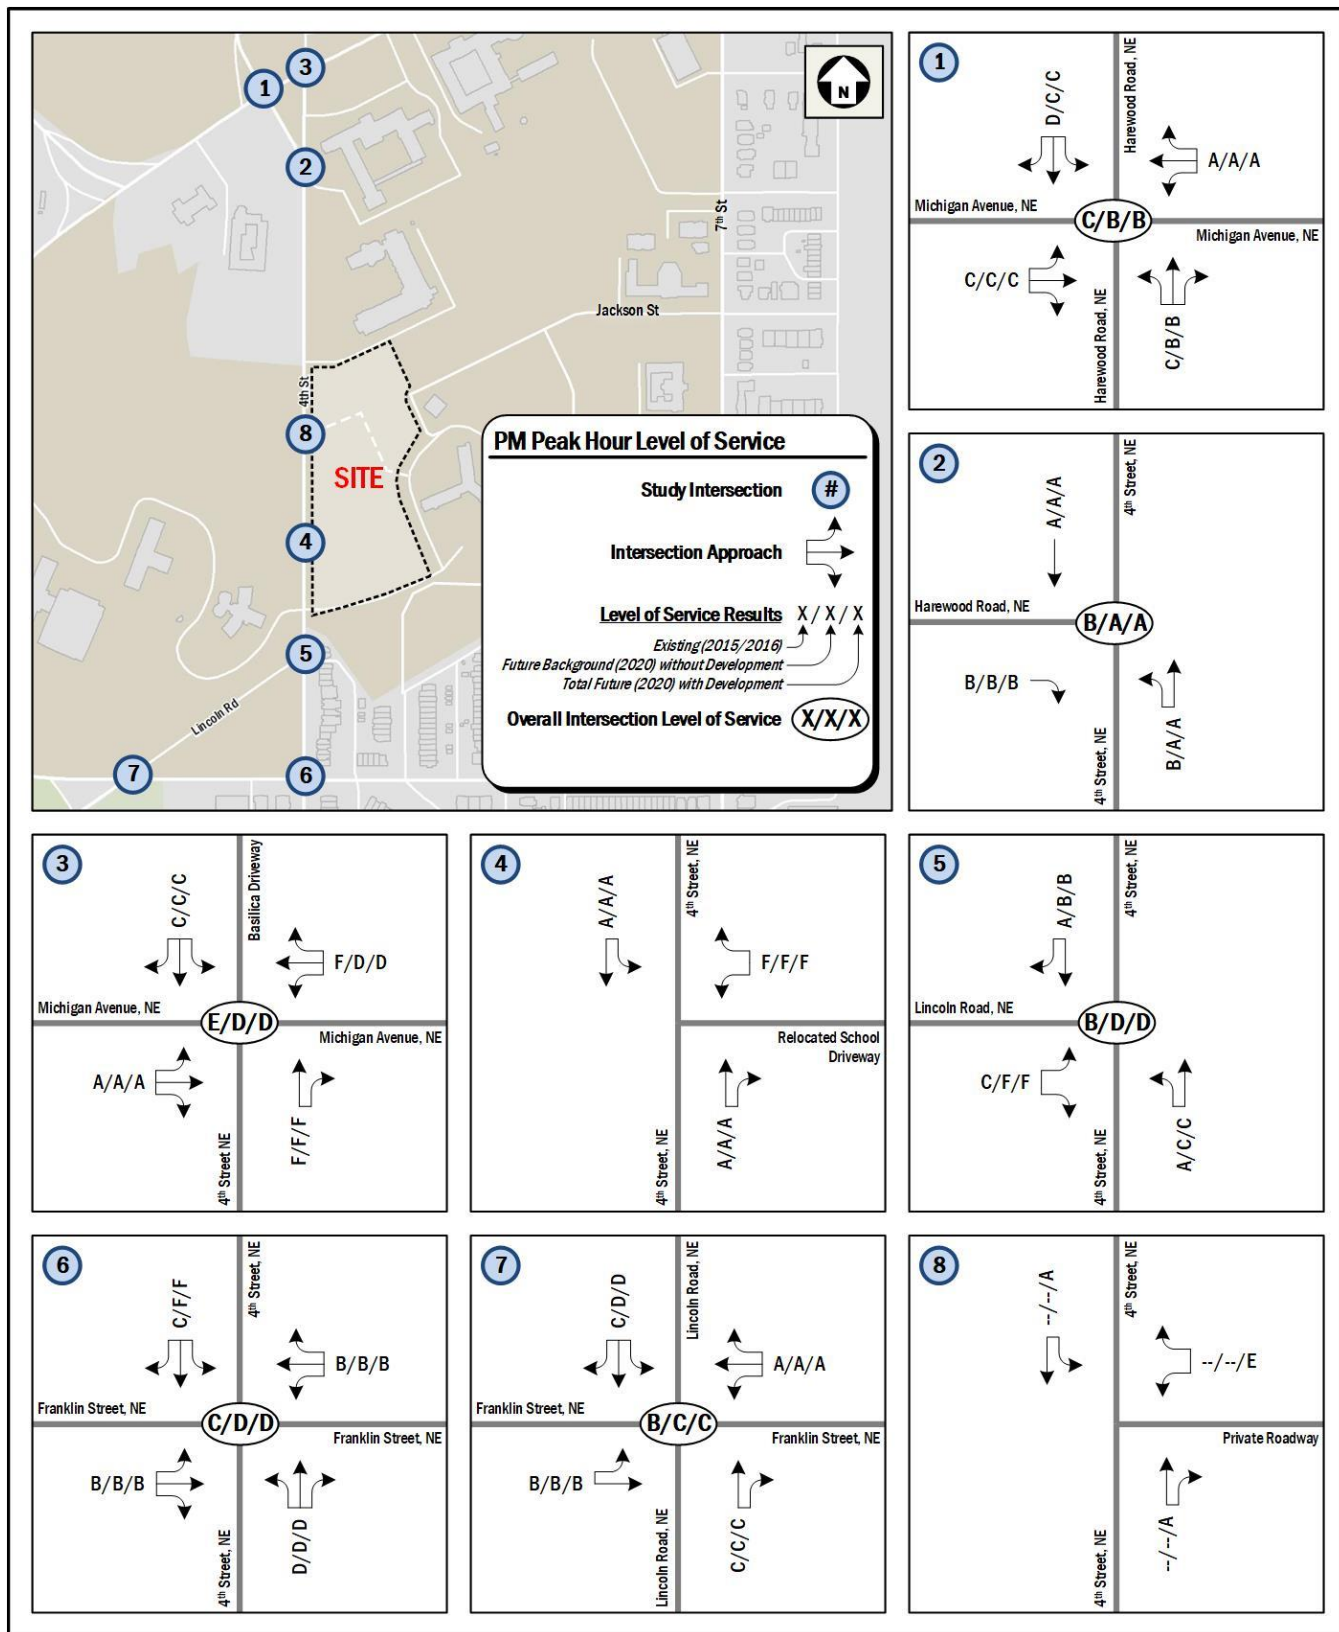 3
1
2
N
7th St
Jackson St
4th St
8
SITE
4
5
Lincoln Rd
7
6
PM Peak Hour Level of Service
Study Intersection #
Intersection Approach
Level of Service Results X / X / X
Existing (2015/2016)
Future Background (2020) without Development
Total Future (2020) with Development
Overall Intersection Level of Service X/X/X
1
D/C/C
Harewood Road, NE
A/A/A
Michigan Avenue, NE
C/B/B
Michigan Avenue, NE
C/C/C
Harewood Road, NE
C/B/B
2
A/A/A
4th Street, NE
Harewood Road, NE
B/A/A
B/B/B
4th Street, NE
B/A/A
3
C/C/C
Basilica Driveway
F/D/D
Michigan Avenue, NE
E/D/D
Michigan Avenue, NE
A/A/A
4th Street NE
F/F/F
4
A/A/A
4th Street, NE
F/F/F
Relocated School
Driveway
4th Street, NE
A/A/A
5
A/B/B
4th Street, NE
Lincoln Road, NE
B/D/D
C/F/F
4th Street, NE
A/C/C
6
C/F/F
4th Street, NE
B/B/B
Franklin Street, NE
C/D/D
Franklin Street, NE
B/B/B
4th Street, NE
D/D/D
7
C/D/D
Lincoln Road, NE
A/A/A
Franklin Street, NE
B/C/C
Franklin Street, NE
B/B/B
Lincoln Road, NE
C/C/C
8
--/--/A
4th Street, NE
--/--/E
Private Roadway
4th Street, NE
--/--/A